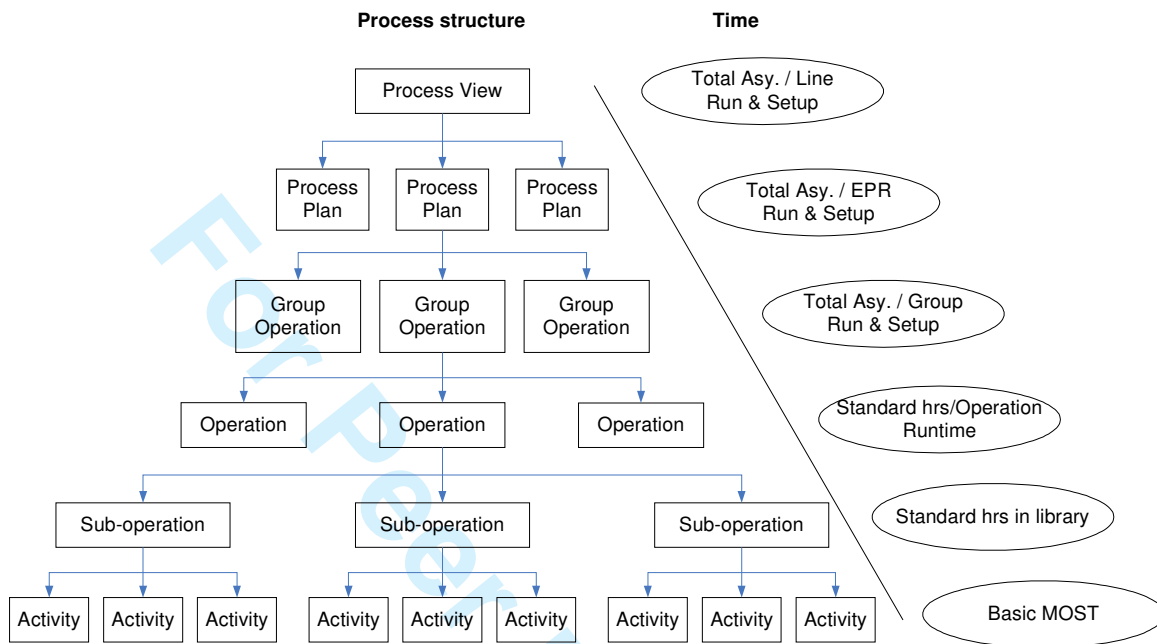 Process structure
Time
Process View
Total Asy. / Line
Run & Setup
Process
Plan
Process
Plan
Process
Plan
Total Asy. / EPR
Run & Setup
Group
Operation
Group
Operation
Group
Operation
Total Asy. / Group
Run & Setup
Operation
Operation
Operation
Standard hrs/Operation
Runtime
Sub-operation
Sub-operation
Sub-operation
Standard hrs in library
Activity
Activity
Activity
Activity
Activity
Activity
Activity
Activity
Activity
Basic MOST
For Peer